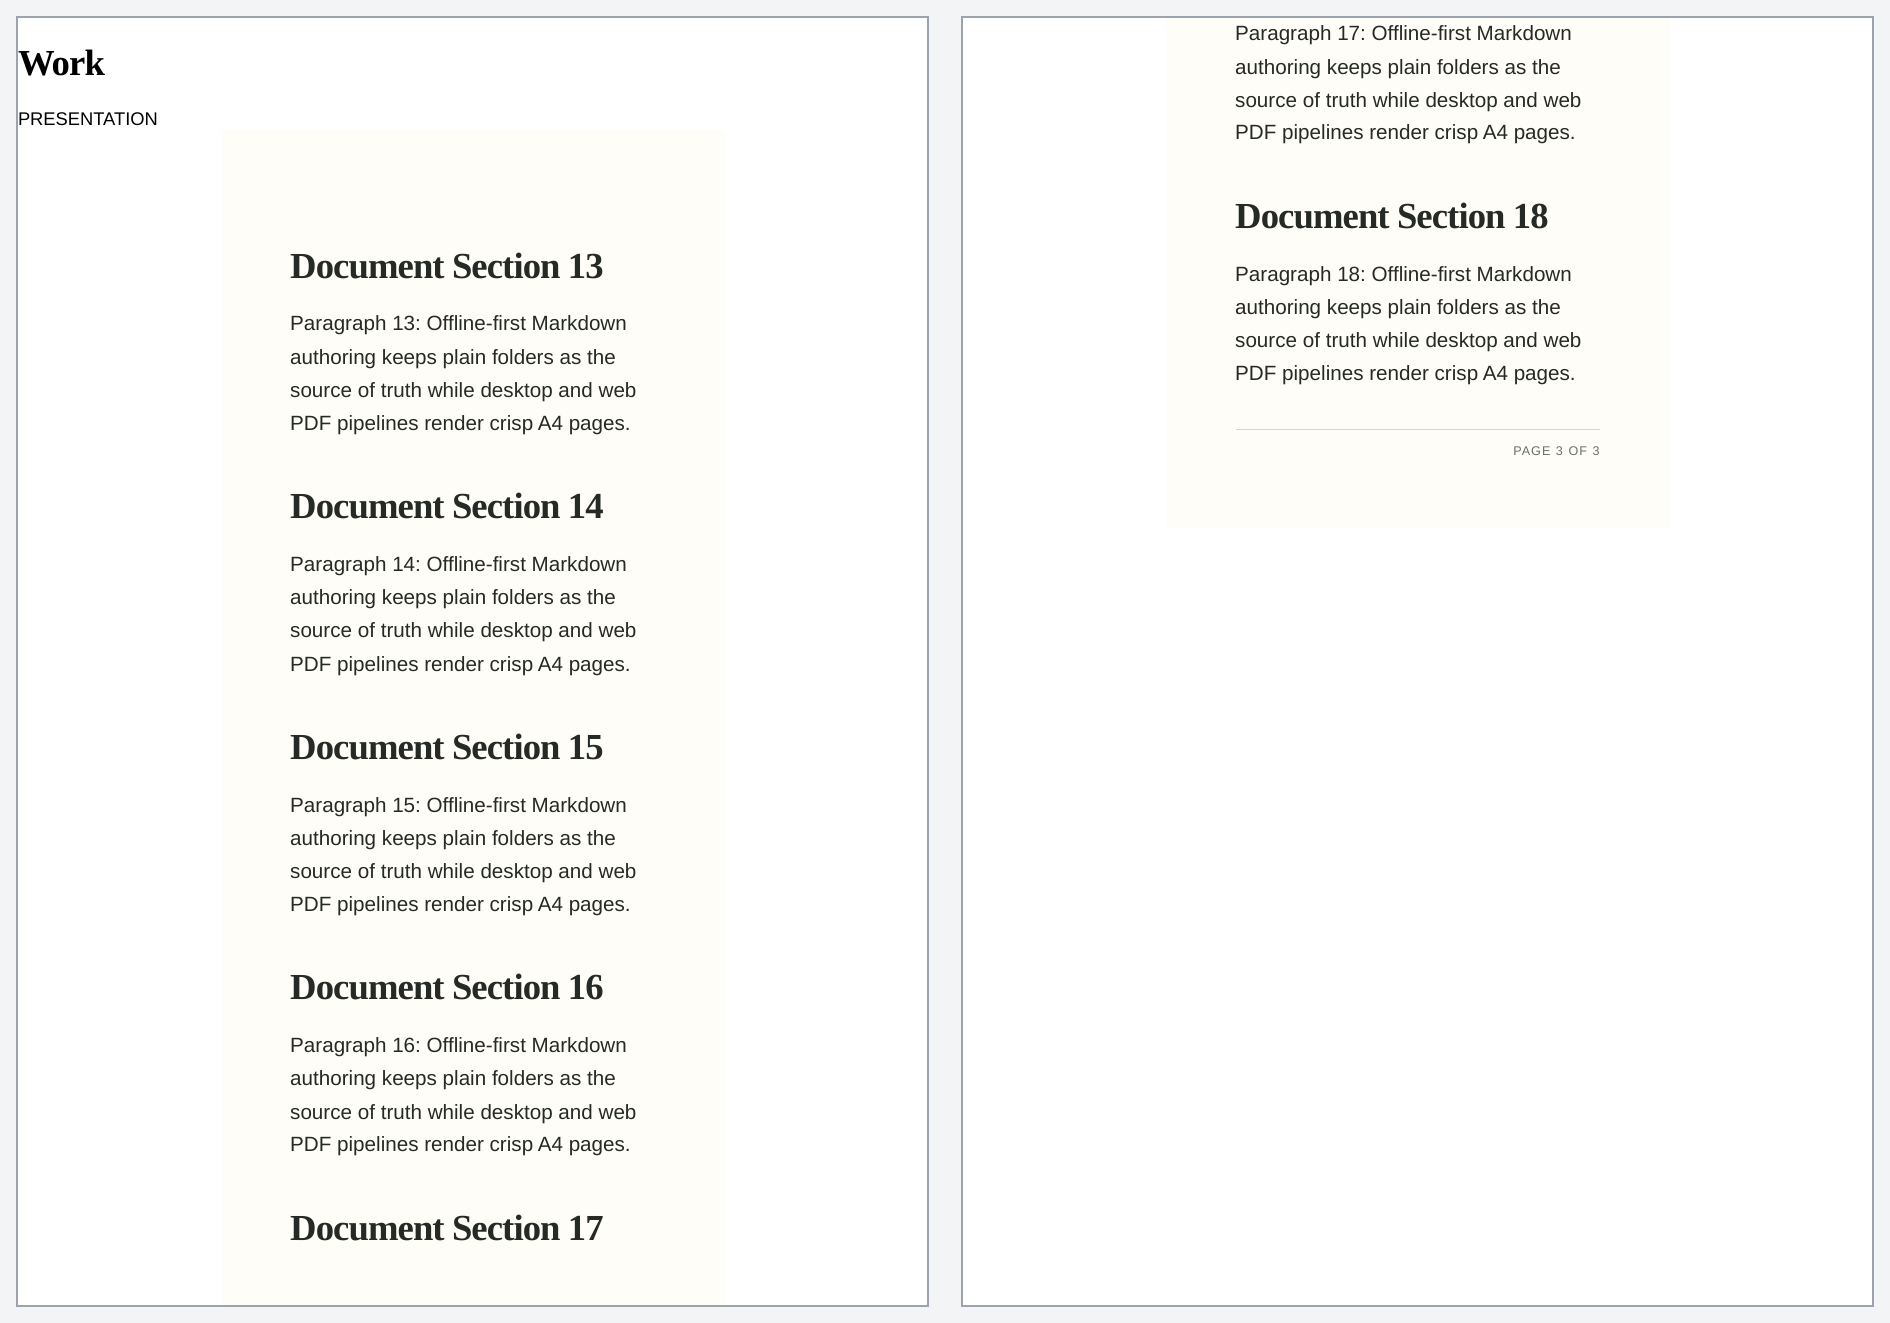 Work
PRESENTATION
Document Section 13
Paragraph 13: Offline-first Markdown
authoring keeps plain folders as the
source of truth while desktop and web
PDF pipelines render crisp A4 pages.
Document Section 14
Paragraph 14: Offline-first Markdown
authoring keeps plain folders as the
source of truth while desktop and web
PDF pipelines render crisp A4 pages.
Document Section 15
Paragraph 15: Offline-first Markdown
authoring keeps plain folders as the
source of truth while desktop and web
PDF pipelines render crisp A4 pages.
Document Section 16
Paragraph 16: Offline-first Markdown
authoring keeps plain folders as the
source of truth while desktop and web
PDF pipelines render crisp A4 pages.
Document Section 17
Paragraph 17: Offline-first Markdown
authoring keeps plain folders as the
source of truth while desktop and web
PDF pipelines render crisp A4 pages.
Document Section 18
Paragraph 18: Offline-first Markdown
authoring keeps plain folders as the
source of truth while desktop and web
PDF pipelines render crisp A4 pages.
PAGE 3 OF 3